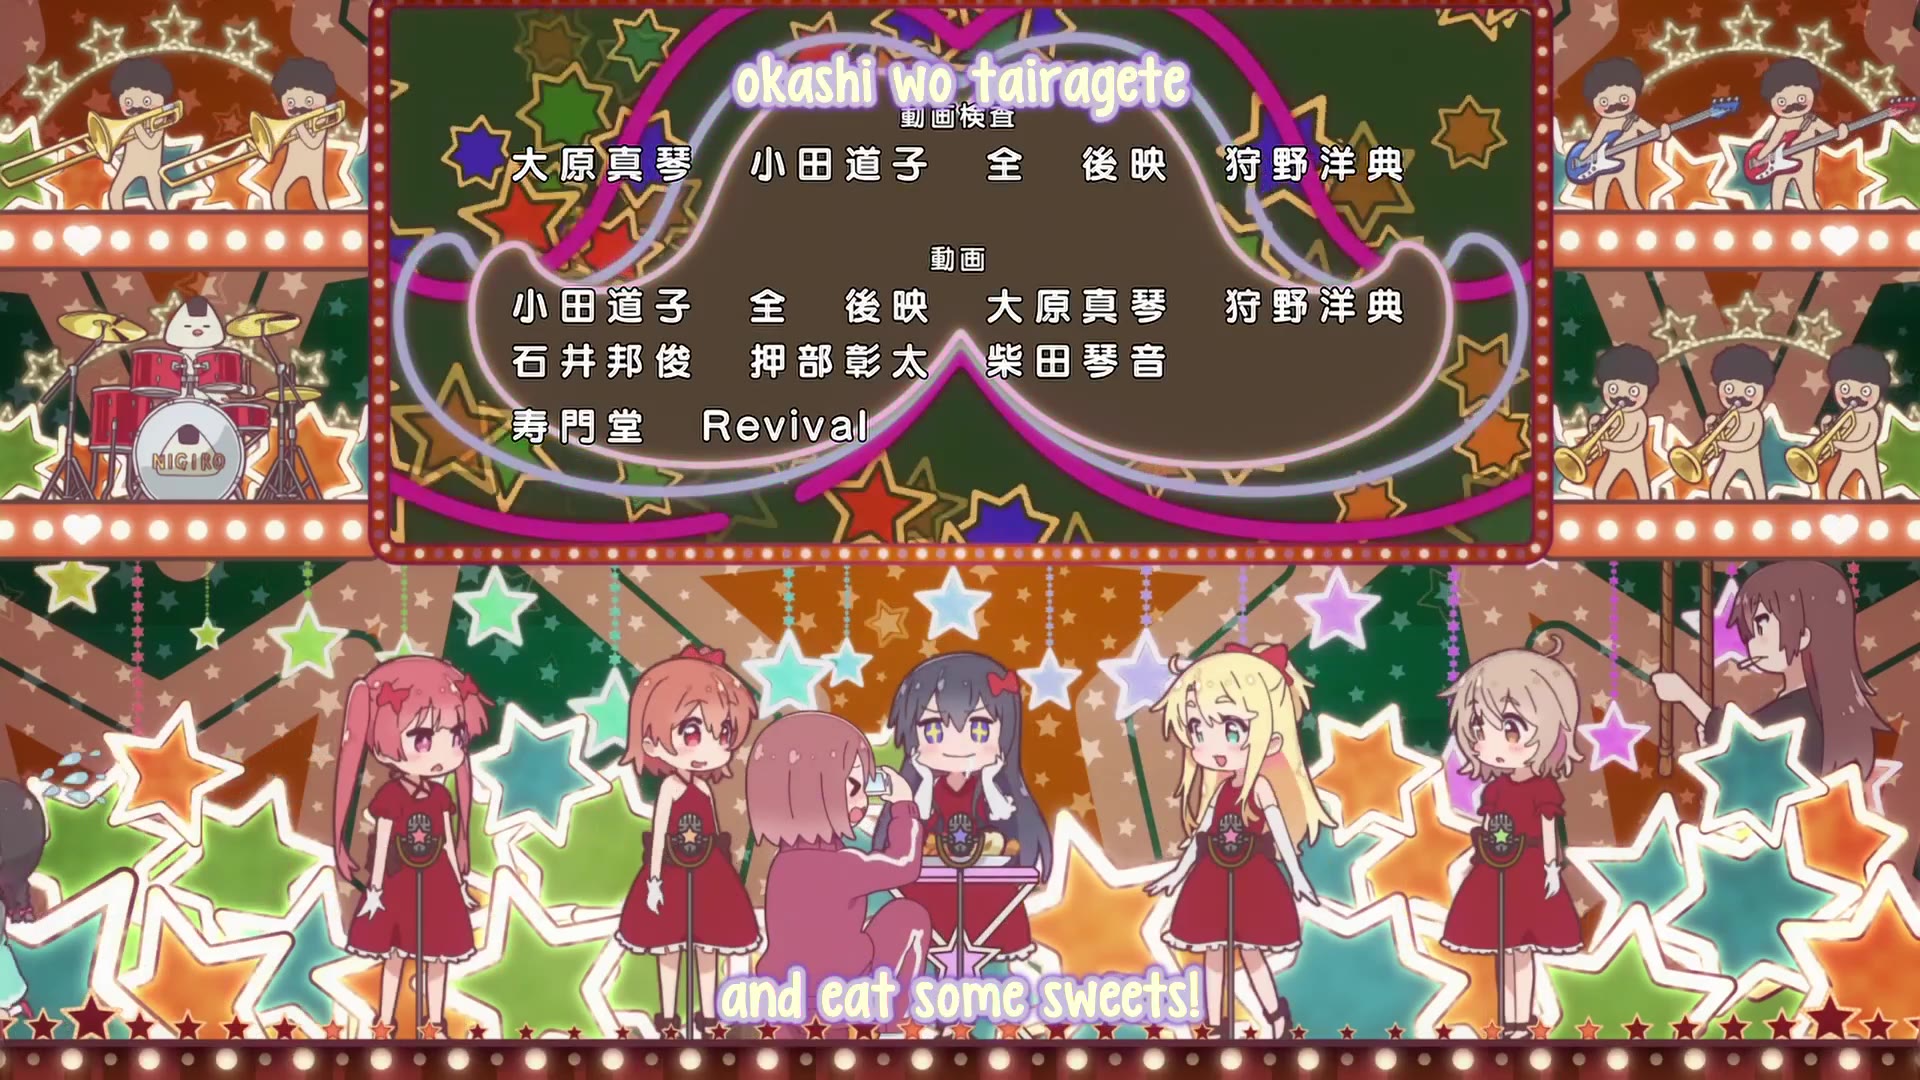 okashi wo tairagete
動画検査
大原真琴 小田道子 全 後映 狩野洋典
動画
小田道子 全 後映 大原真琴 狩野洋典
石井邦俊 押部彰太 柴田琴音
寿門堂 Revival
NIGIRO
and eat some sweets!